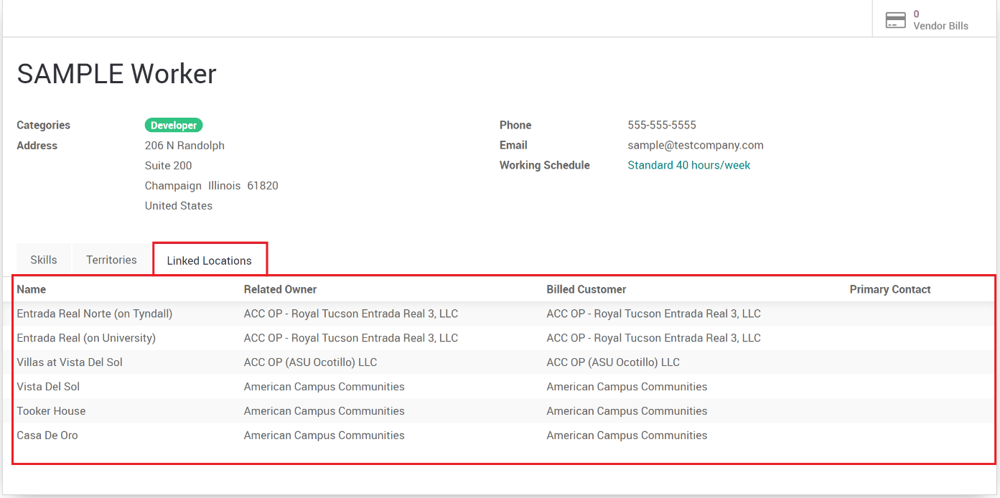 0
Vendor Bills
SAMPLE Worker
Categories Developer
Address 206 N Randolph
Suite 200
Champaign Illinois 61820
United States
Phone 555-555-5555
Email sample@testcompany.com
Working Schedule Standard 40 hours/week
Skills Territories Linked Locations
Name Related Owner Billed Customer Primary Contact
Entrada Real Norte (on Tyndall) ACC OP - Royal Tucson Entrada Real 3, LLC ACC OP - Royal Tucson Entrada Real 3, LLC
Entrada Real (on University) ACC OP - Royal Tucson Entrada Real 3, LLC ACC OP - Royal Tucson Entrada Real 3, LLC
Villas at Vista Del Sol ACC OP (ASU Ocotillo) LLC ACC OP (ASU Ocotillo) LLC
Vista Del Sol American Campus Communities American Campus Communities
Tooker House American Campus Communities American Campus Communities
Casa De Oro American Campus Communities American Campus Communities